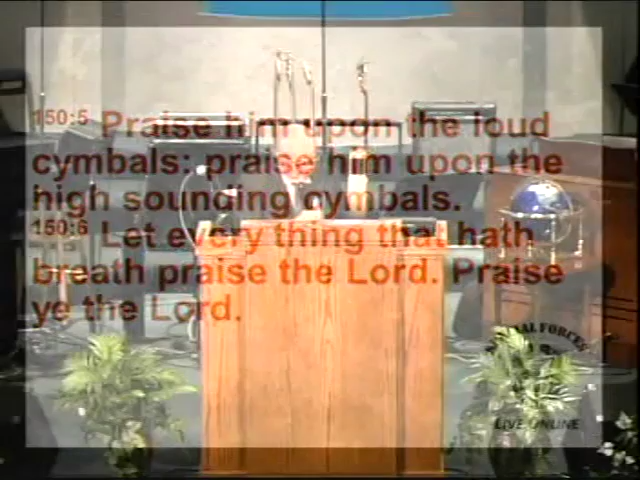 150:5 Praise him upon the loud
cymbals: praise him upon the
high sounding cymbals.
150:6 Let every thing that hath
breath praise the Lord. Praise
ye the Lord.
FORCES
LIVE ONLINE